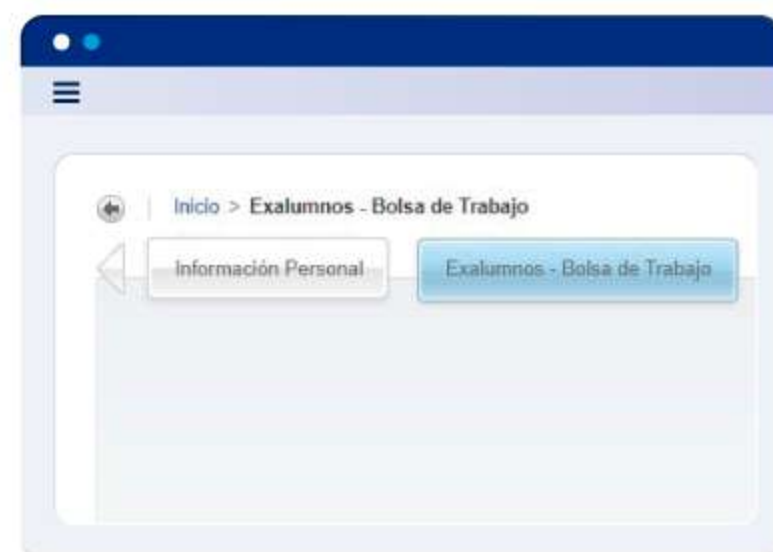 Inicio > Exalumnos - Bolsa de Trabajo
Información Personal
Exalumnos - Bolsa de Trabajo